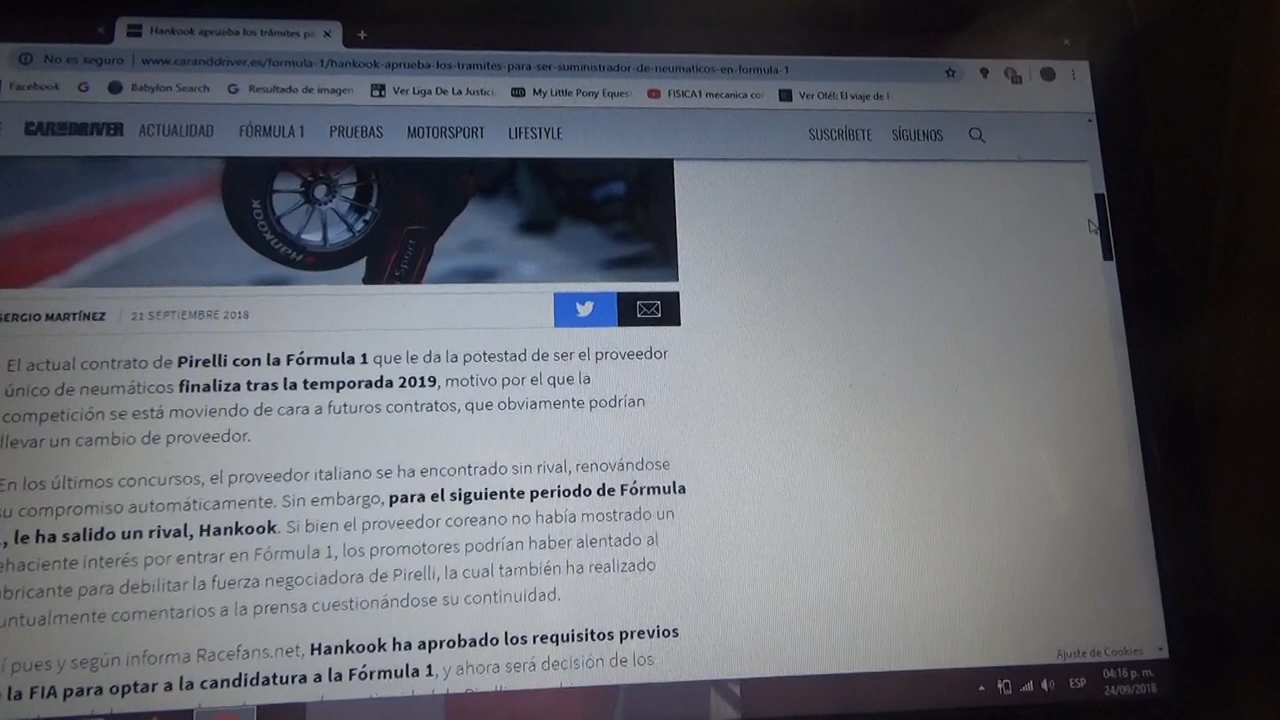 Hankook aprueba los trámites pa
No es seguro | www.caranddriver.es/formula-1/hankook-aprueba-los-tramites-para-ser-suministrador-de-neumaticos-en-formula-1
Facebook G Babylon Search G Resultado de imagen Ver Liga De La Justici My Little Pony Eques FISICA1 mecanica co Ver Olél: El viaje de F
CAR AND DRIVER ACTUALIDAD FÓRMULA 1 PRUEBAS MOTORSPORT LIFESTYLE SUSCRÍBETE SÍGUENOS
Hankook
Hankook
Sport
SERGIO MARTÍNEZ | 21 SEPTIEMBRE 2018
El actual contrato de Pirelli con la Fórmula 1 que le da la potestad de ser el proveedor
único de neumáticos finaliza tras la temporada 2019, motivo por el que la
competición se está moviendo de cara a futuros contratos, que obviamente podrían
llevar un cambio de proveedor.
En los últimos concursos, el proveedor italiano se ha encontrado sin rival, renovándose
su compromiso automáticamente. Sin embargo, para el siguiente periodo de Fórmula
, le ha salido un rival, Hankook. Si bien el proveedor coreano no había mostrado un
ehaciente interés por entrar en Fórmula 1, los promotores podrían haber alentado al
abricante para debilitar la fuerza negociadora de Pirelli, la cual también ha realizado
untualmente comentarios a la prensa cuestionándose su continuidad.
í pues y según informa Racefans.net, Hankook ha aprobado los requisitos previos
la FIA para optar a la candidatura a la Fórmula 1, y ahora será decisión de los
Ajuste de Cookies
ESP
04:16 p. m.
24/09/2018